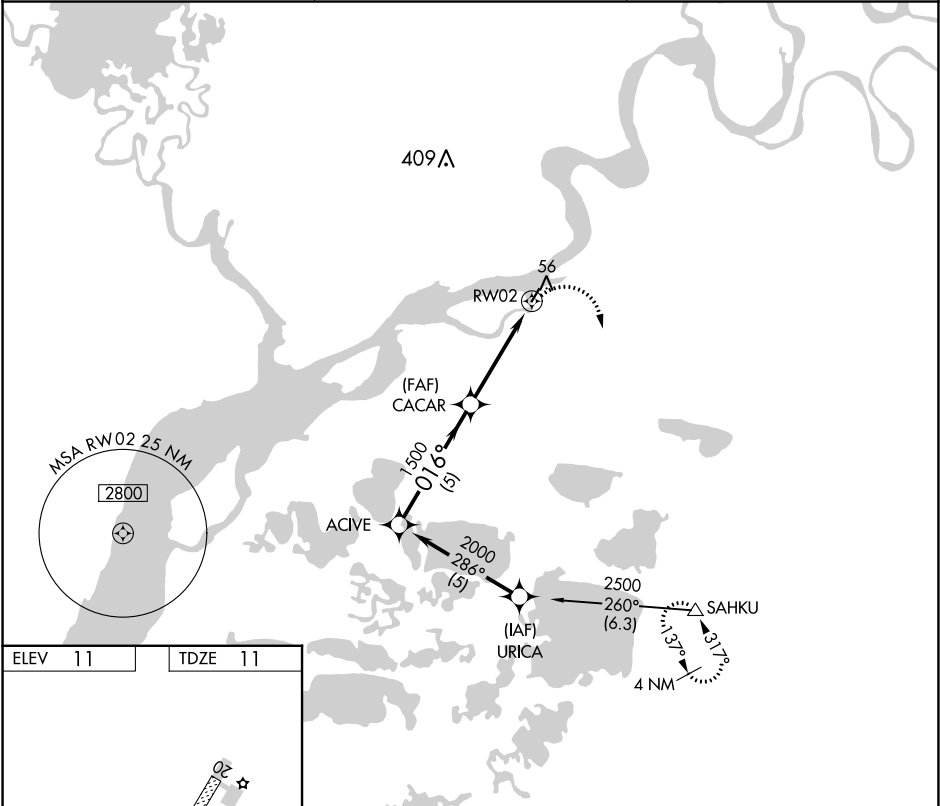 409
56
RW02
(FAF)
CACAR
1500
016°
(5)
MSA RW02 25 NM
2800
ACIVE
2000
286°
(5)
2500
260°
(6.3)
SAHKU
(IAF)
URICA
137°
317°
4 NM
ELEV 11
TDZE 11
20